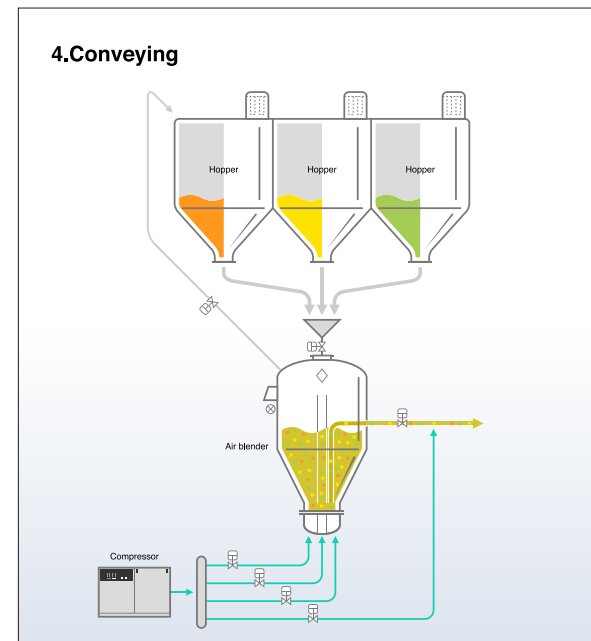 4.Conveying
Hopper
Hopper
Hopper
Air blender
Compressor